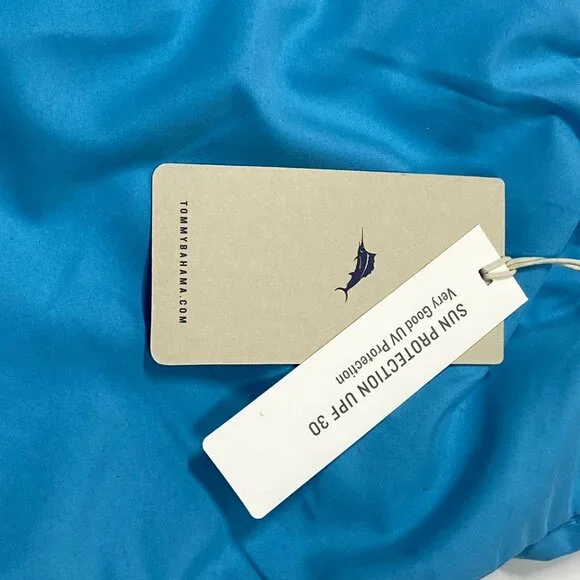 TOMMYBAHAMA.COM
SUN PROTECTION UPF 30
Very Good UV Protection